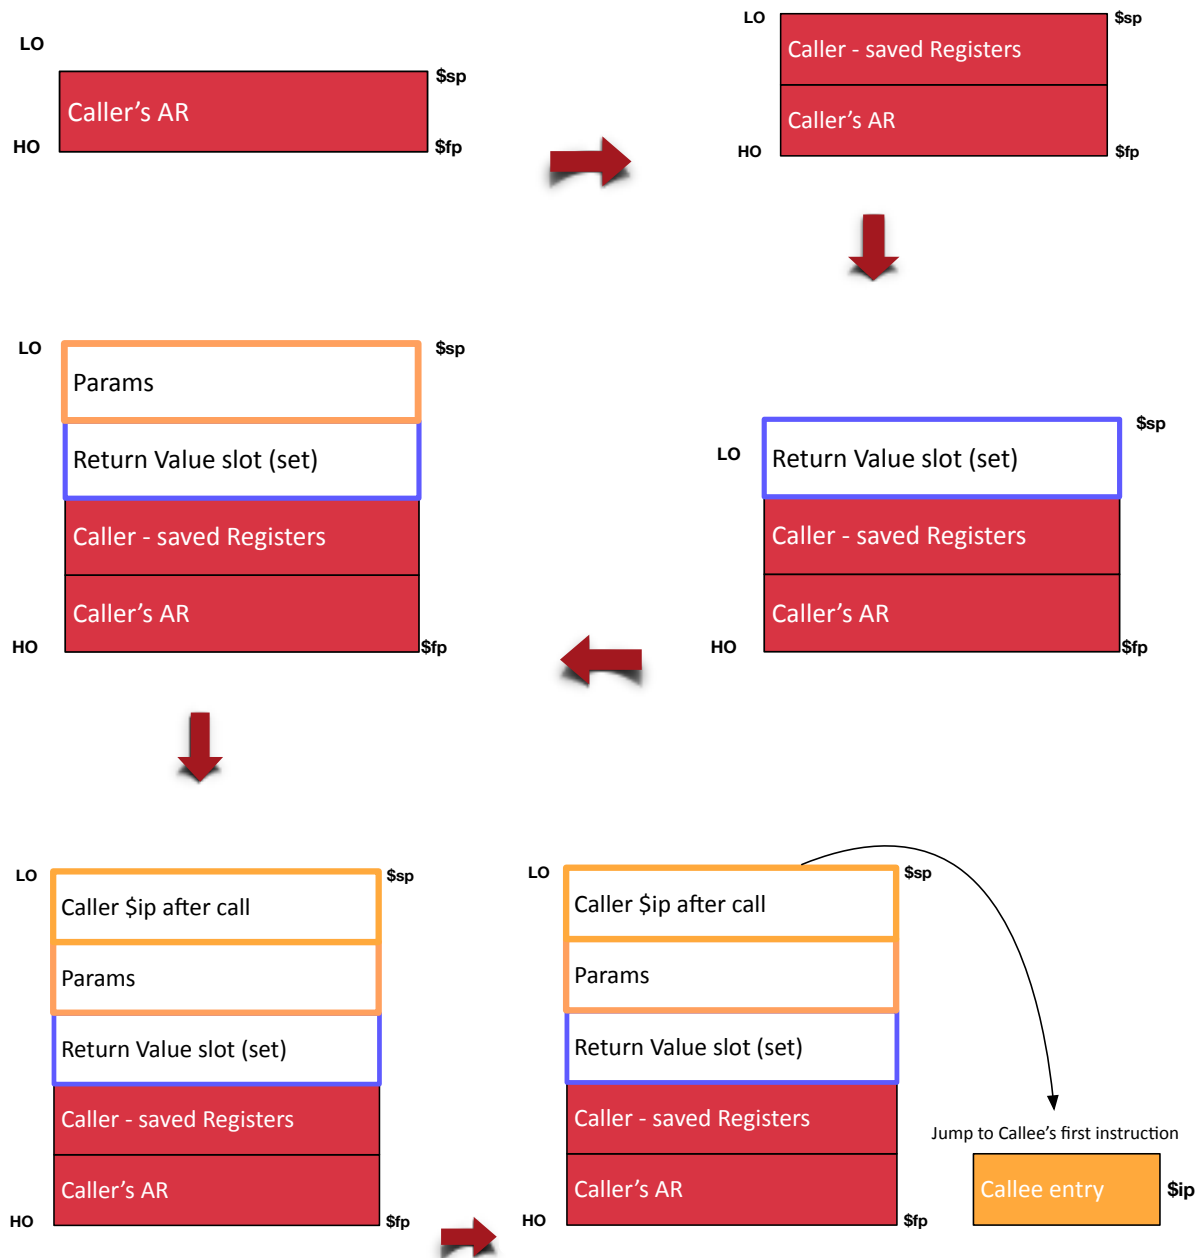 LO
$sp
Caller's AR
HO
$fp
LO
$sp
Caller - saved Registers
Caller's AR
HO
$fp
LO
$sp
Params
Return Value slot (set)
Caller - saved Registers
Caller's AR
HO
$fp
$sp
LO
Return Value slot (set)
Caller - saved Registers
Caller's AR
HO
$fp
LO
$sp
Caller $ip after call
Params
Return Value slot (set)
Caller - saved Registers
Caller's AR
HO
$fp
LO
$sp
Caller $ip after call
Params
Return Value slot (set)
Caller - saved Registers
Caller's AR
HO
$fp
Jump to Callee's first instruction
Callee entry
$ip